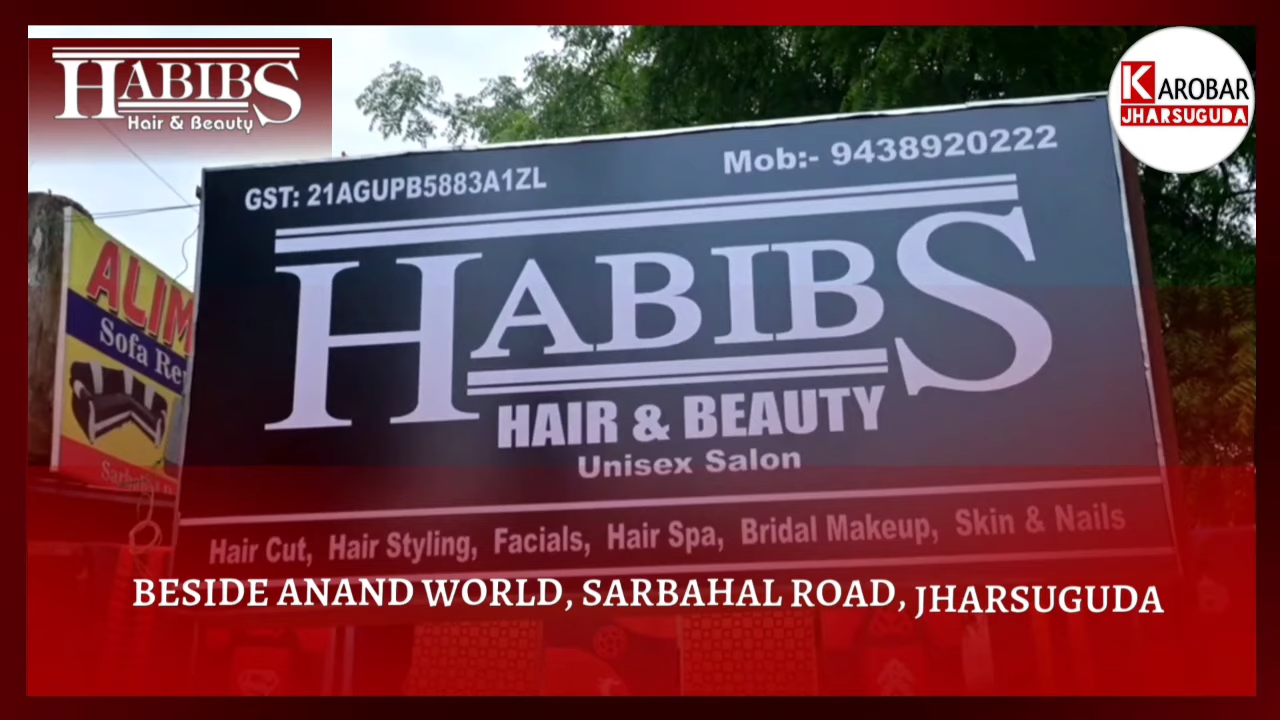 HABIBS
Hair & Beauty
KAROBAR
JHARSUGUDA
GST: 21AGUPB5883A1ZL
Mob:- 9438920222
HABIBS
HAIR & BEAUTY
Unisex Salon
Hair Cut, Hair Styling, Facials, Hair Spa, Bridal Makeup, Skin & Nails
ALIM
Sofa
BESIDE ANAND WORLD, SARBAHAL ROAD, JHARSUGUDA